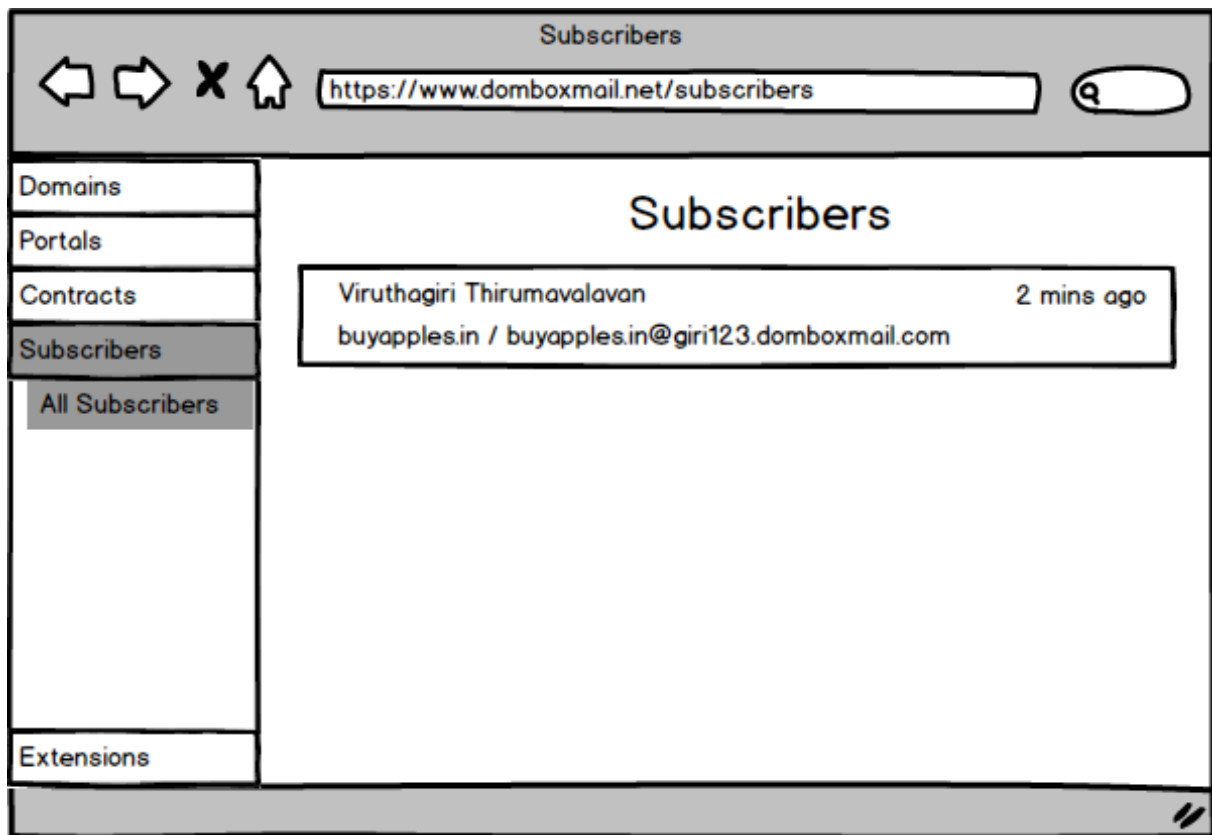 Subscribers
https://www.domboxmail.net/subscribers
Domains
Portals
Contracts
Subscribers
All Subscribers
Extensions
Subscribers
Viruthagiri Thirumavalavan 2 mins ago
buyapples.in / buyapples.in@giri123.domboxmail.com